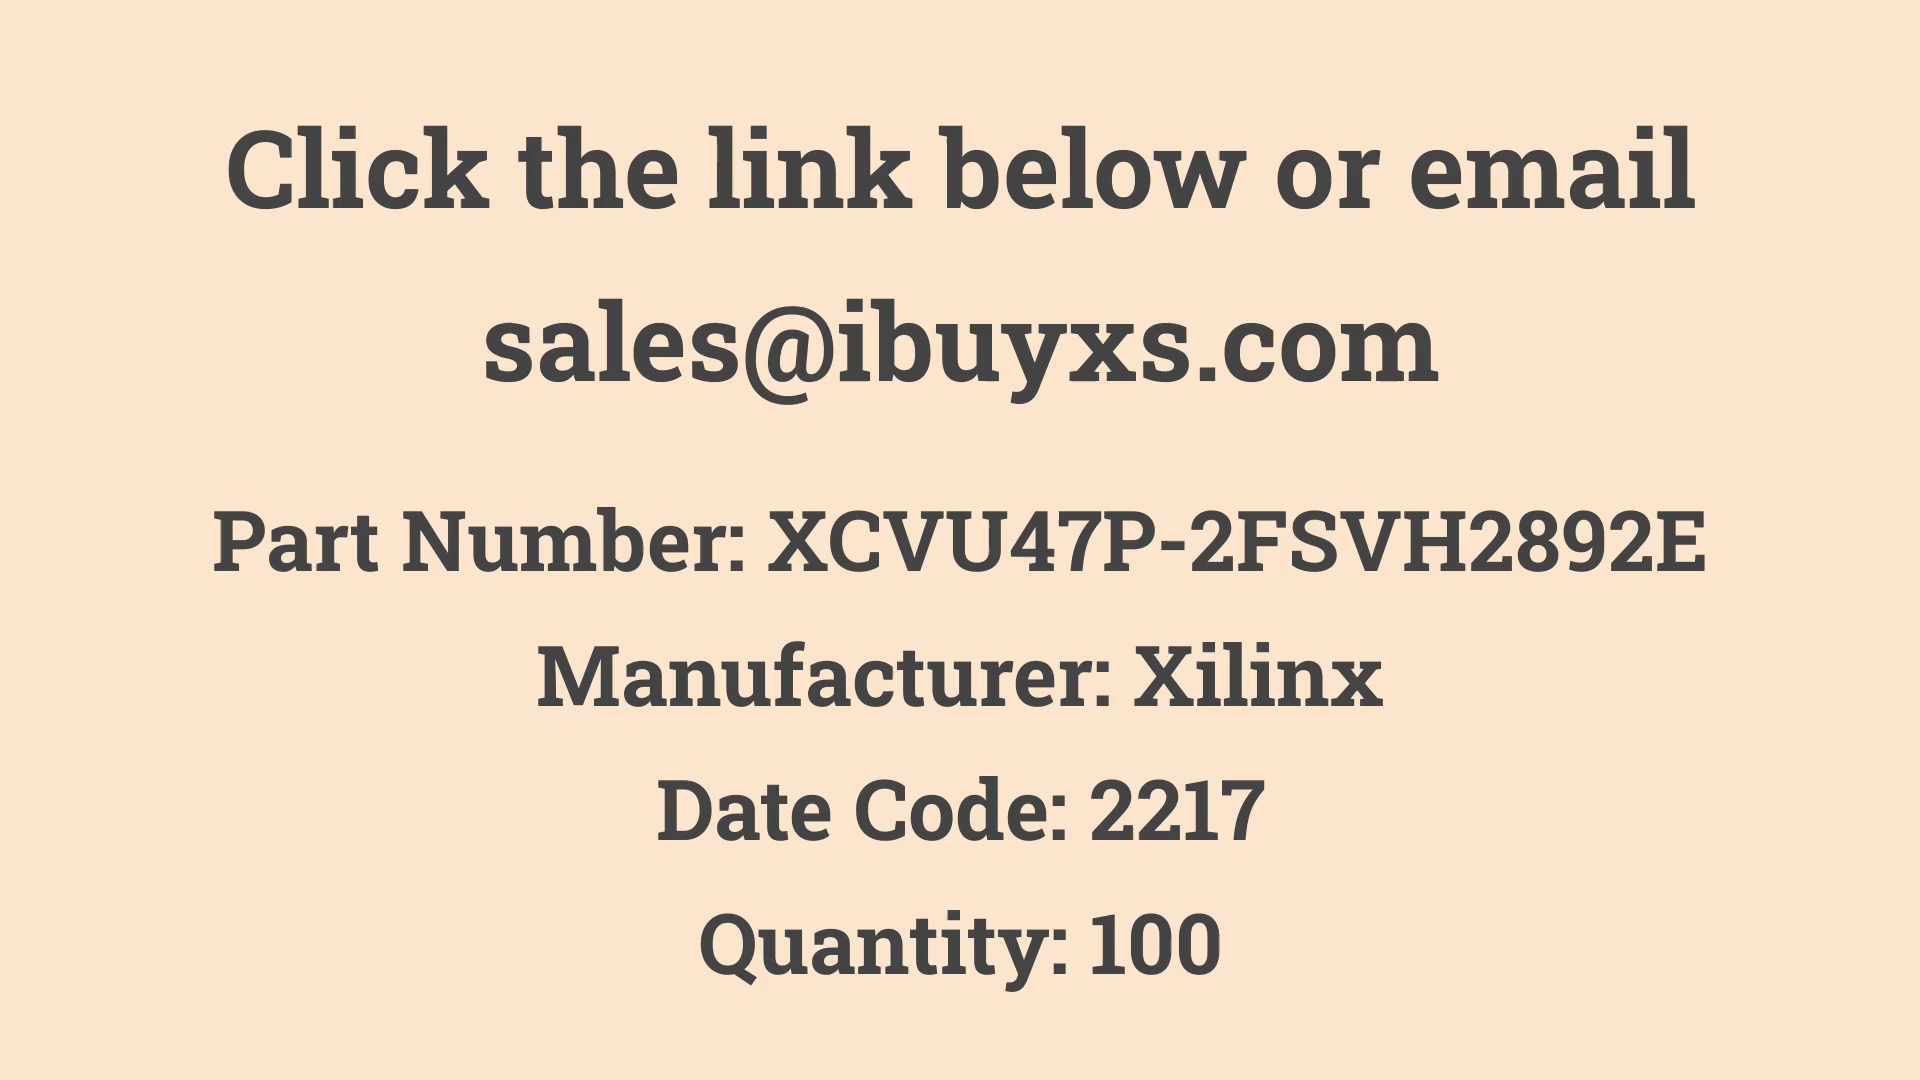 Click the link below or email
sales@ibuyxs.com
Part Number: XCVU47P-2FSVH2892E
Manufacturer: Xilinx
Date Code: 2217
Quantity: 100